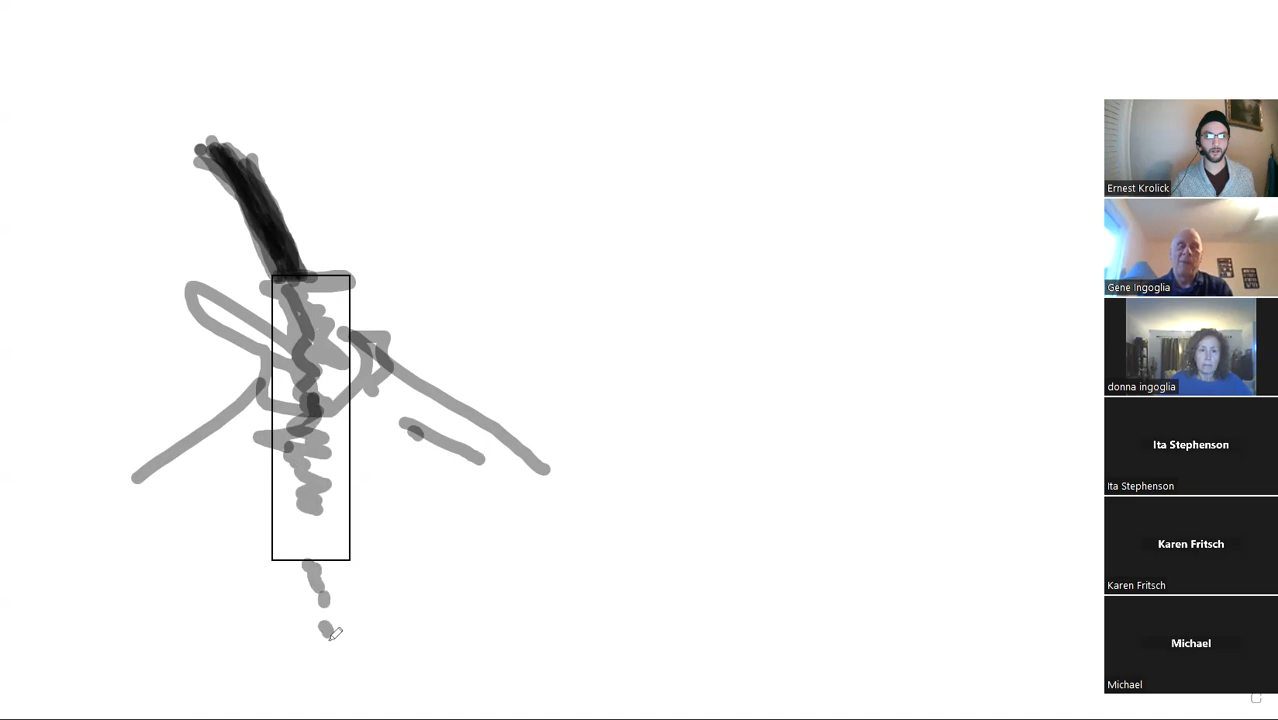 Ernest Krolick
Gene Ingoglia
donna ingoglia
Ita Stephenson
Ita Stephenson
Karen Fritsch
Karen Fritsch
Michael
Michael